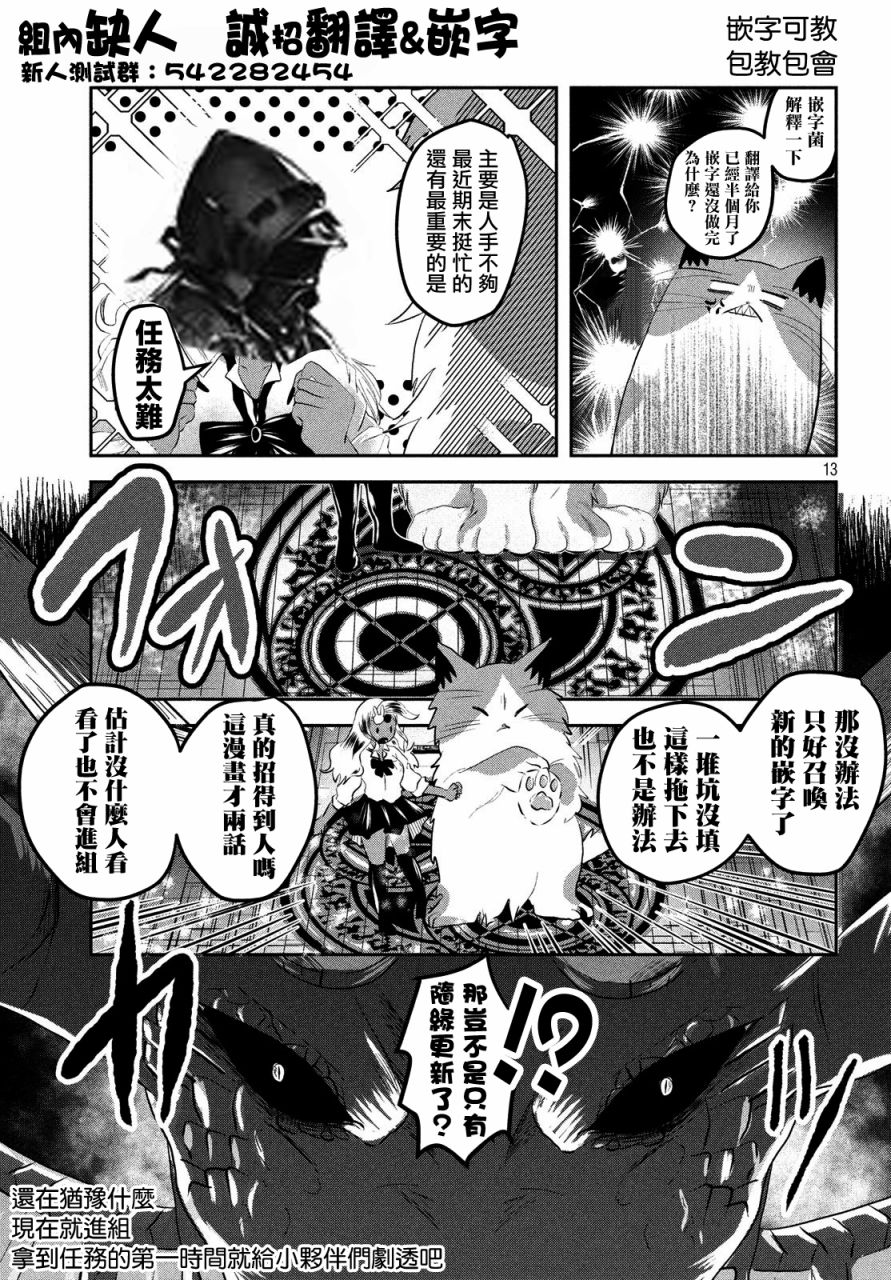 組內缺人　誠招翻譯&嵌字
新人測試群：542282454
嵌字可教
包教包會
嵌字菌
解釋一下
翻譯給你
已經半個月了
嵌字還沒做完
為什麼？
主要是人手不夠
最近期末挺忙的
還有最重要的是
任務太難
13
フォン
那沒辦法
只好召喚
新的嵌字了
一堆坑沒填
這樣拖下去
也不是辦法
真的招得到人嗎
這漫畫才兩話
估計沒什麼人看
看了也不會進組
!?
那豈不是只有
隨緣更新了？
還在猶豫什麼
現在就進組
拿到任務的第一時間就給小夥伴們劇透吧